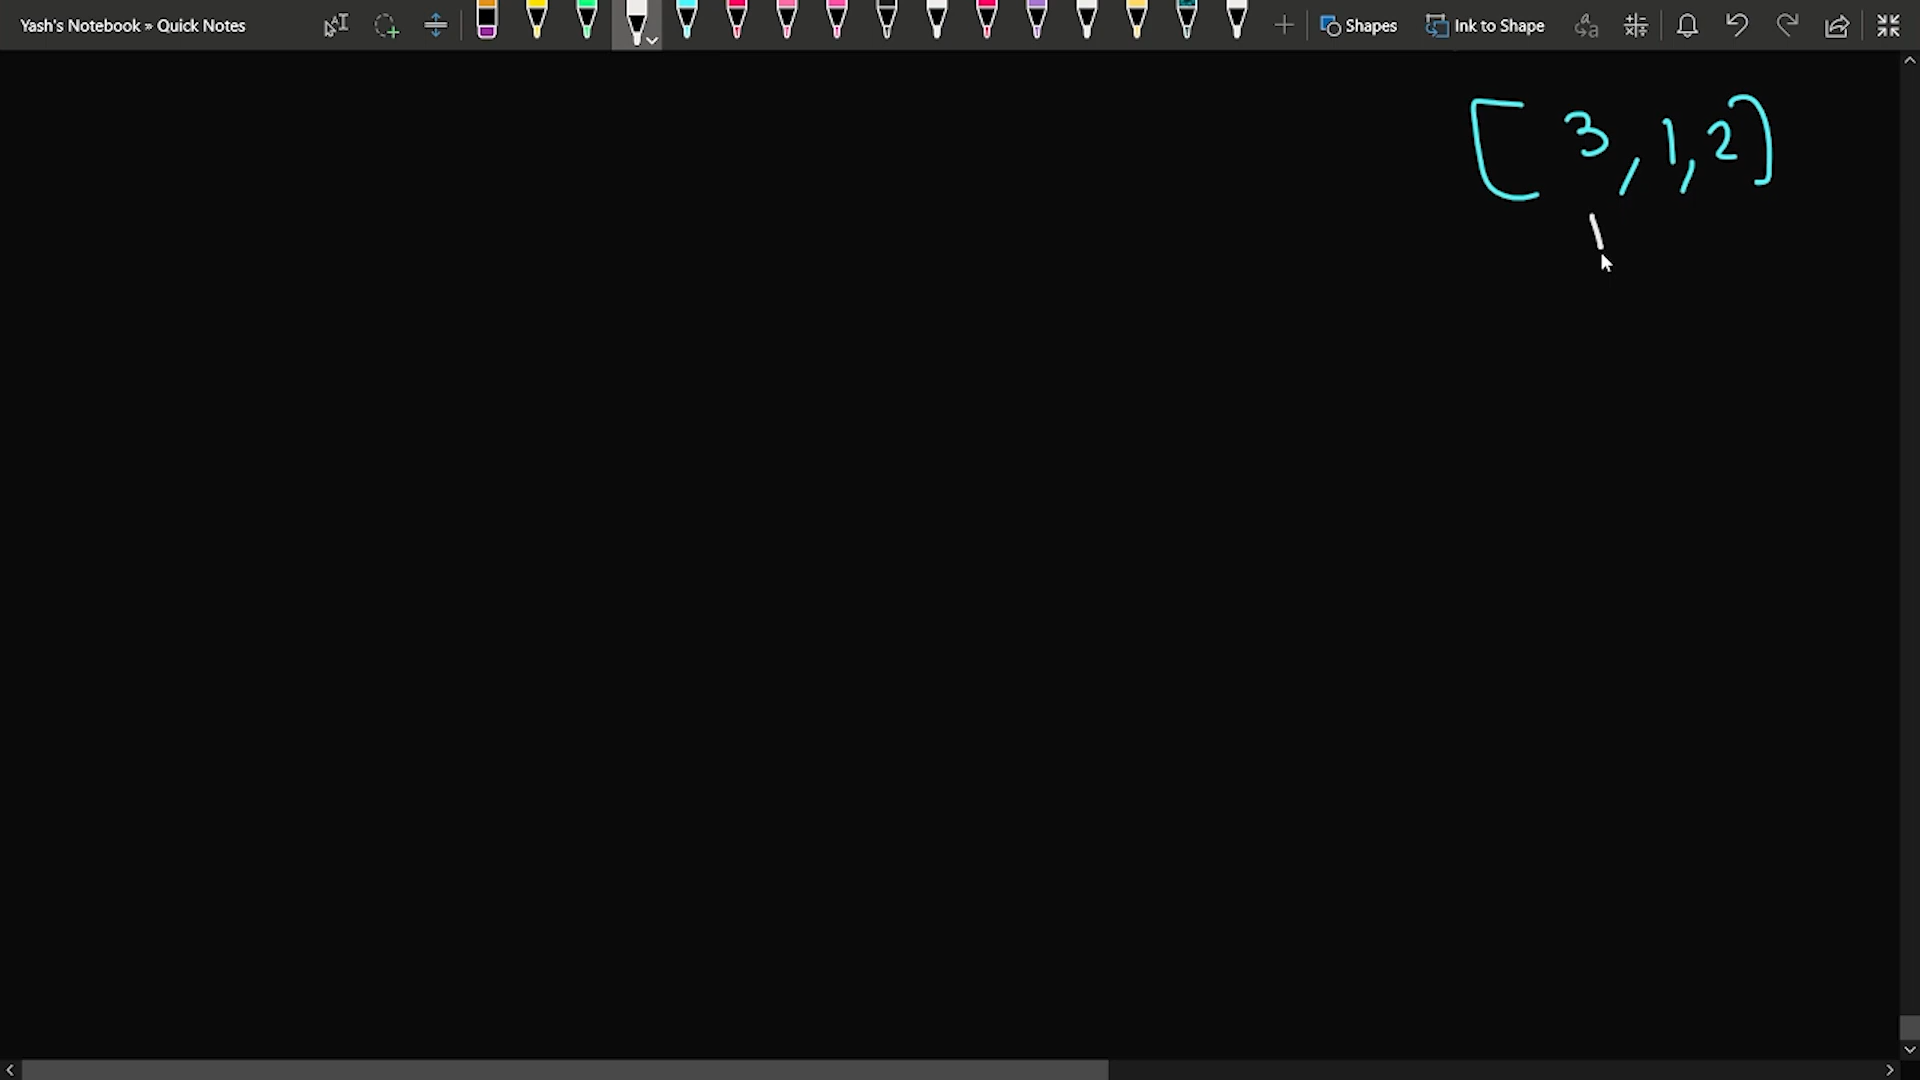 Yash's Notebook » Quick Notes Shapes Ink to Shape
[ 3 , 1 , 2 ]